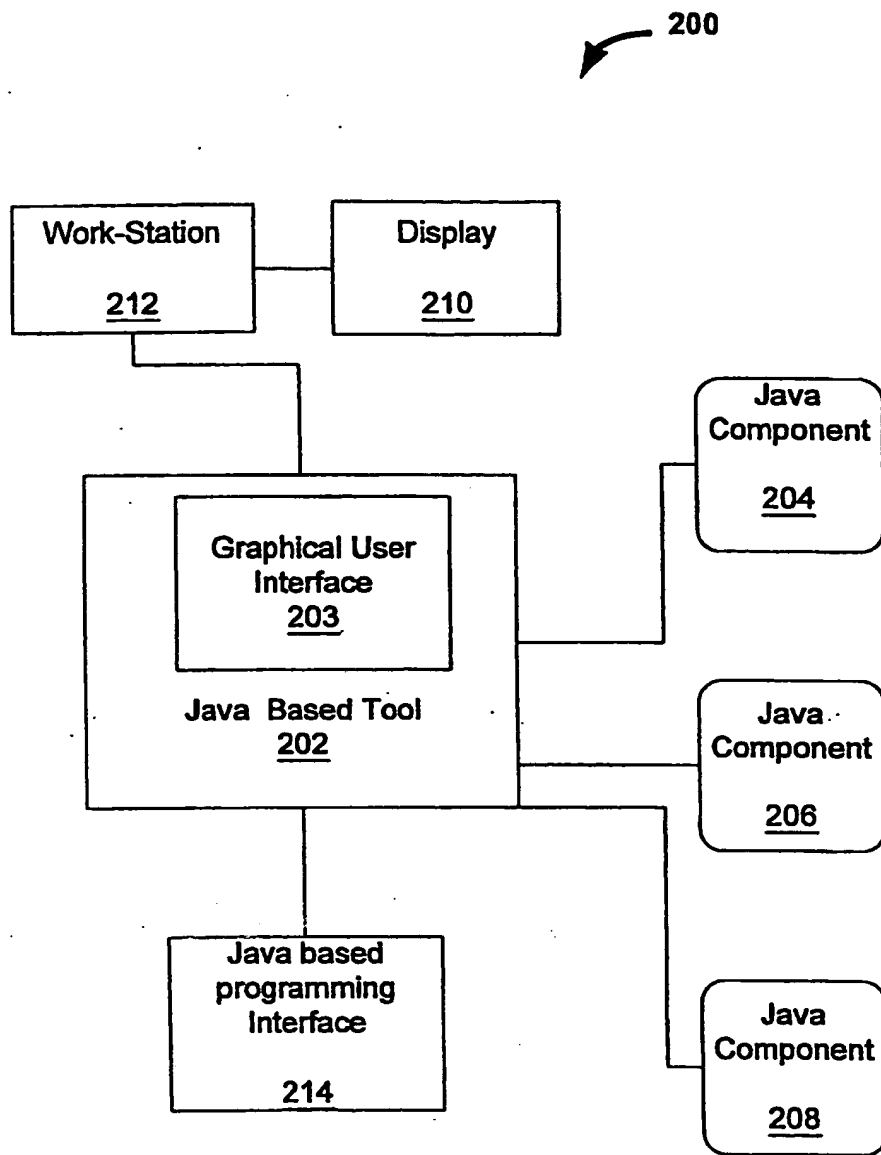 200
Work-Station
212
Display
210
Java
Component
204
Graphical User
Interface
203
Java Based Tool
202
Java
Component
206
Java based
programming
Interface
214
Java
Component
208